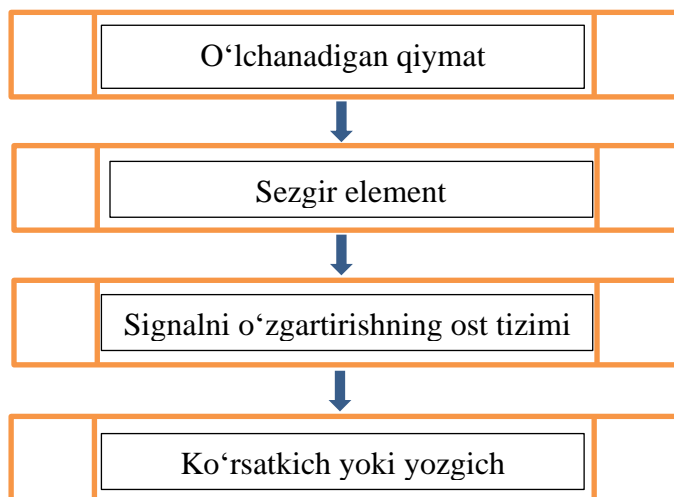 O‘lchanadigan qiymat
Sezgir element
Signalni o‘zgartirishning ost tizimi
Ko‘rsatkich yoki yozgich